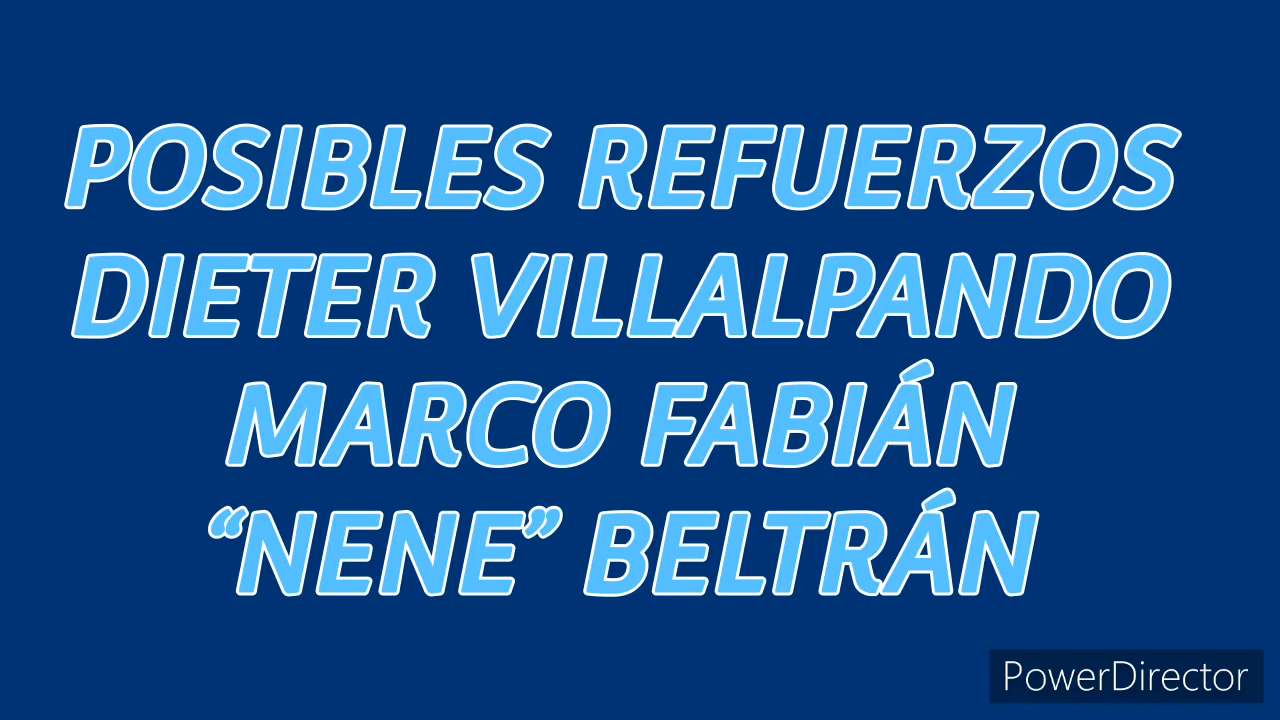 POSIBLES REFUERZOS
DIETER VILLALPANDO
MARCO FABIÁN
“NENE” BELTRÁN
PowerDirector